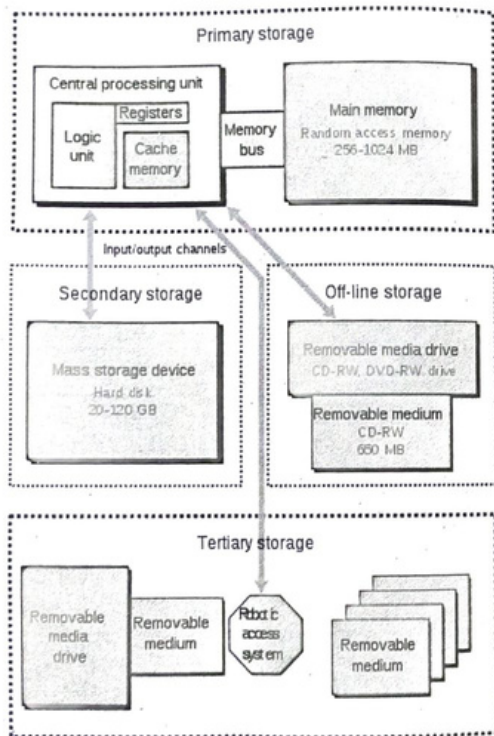 Primary storage
Central processing unit
Registers
Logic
unit
Cache
memory
Memory
bus
Main memory
Random access memory
256-1024 MB
Input/output channels
Secondary storage
Mass storage device
Hard disk
20-120 GB
Off-line storage
Removable media drive
CD-RW, DVD-RW drive
Removable medium
CD-RW
650 MB
Tertiary storage
Removable
media
drive
Removable
medium
Robotic
access
system
Removable
medium